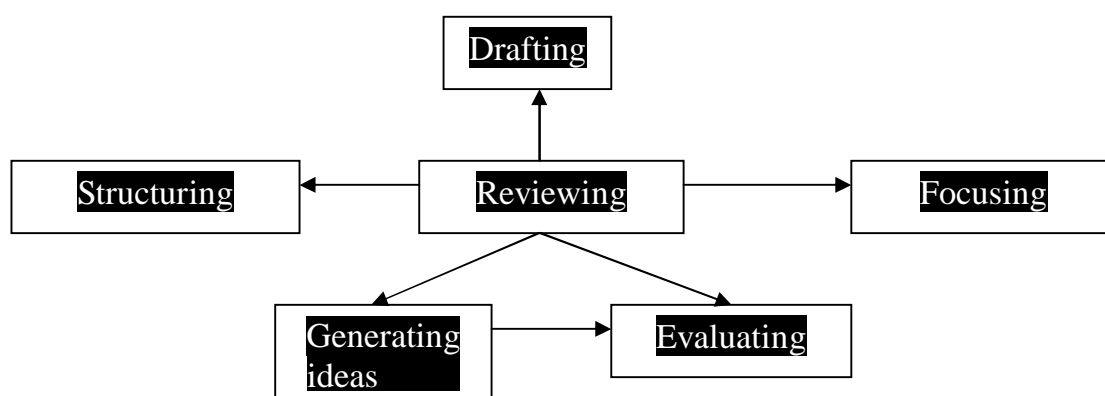 Drafting
Structuring
Reviewing
Focusing
Generating
ideas
Evaluating